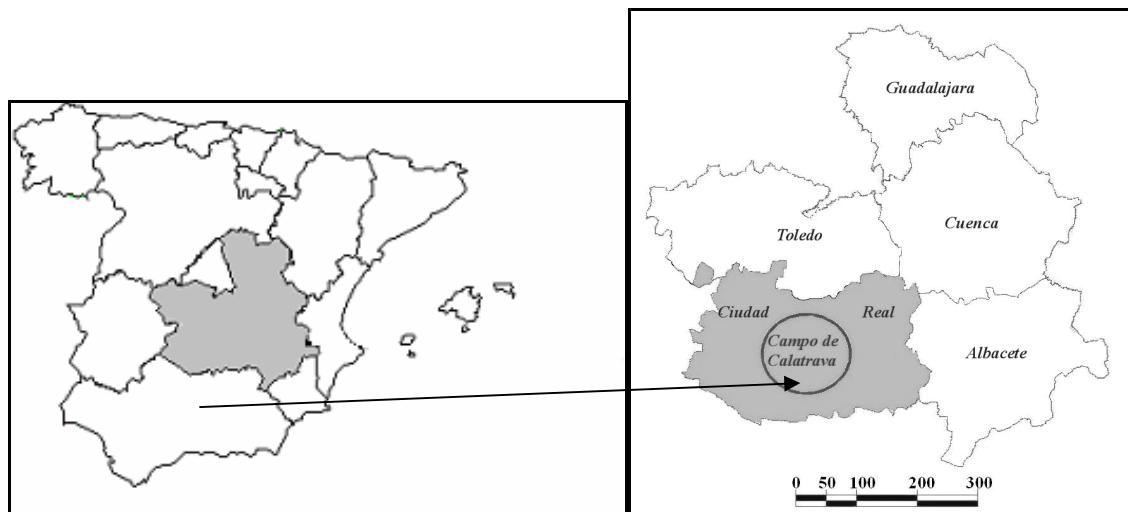 Guadalajara
Cuenca
Toledo
Ciudad Real
Campo de
Calatrava
Albacete
0 50 100 200 300